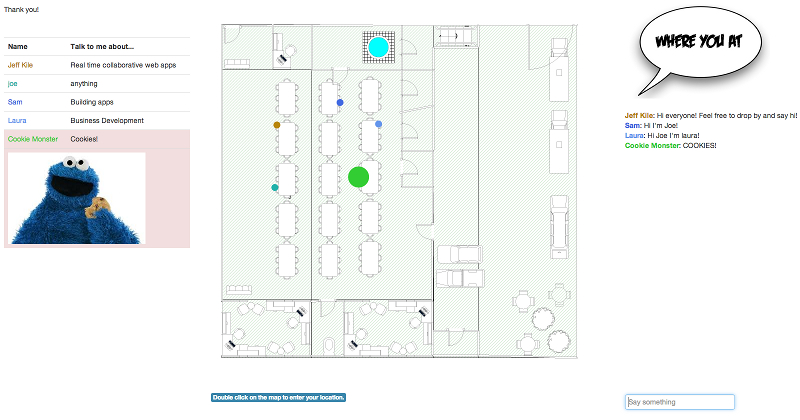 Thank you!
Name Talk to me about...
Jeff Kile Real time collaborative web apps
joe anything
Sam Building apps
Laura Business Development
Cookie Monster Cookies!
Double click on the map to enter your location.
WHERE YOU AT
Jeff Kile: Hi everyone! Feel free to drop by and say hi!
Sam: Hi I'm Joe!
Laura: Hi Joe I'm laura!
Cookie Monster: COOKIES!
Say something